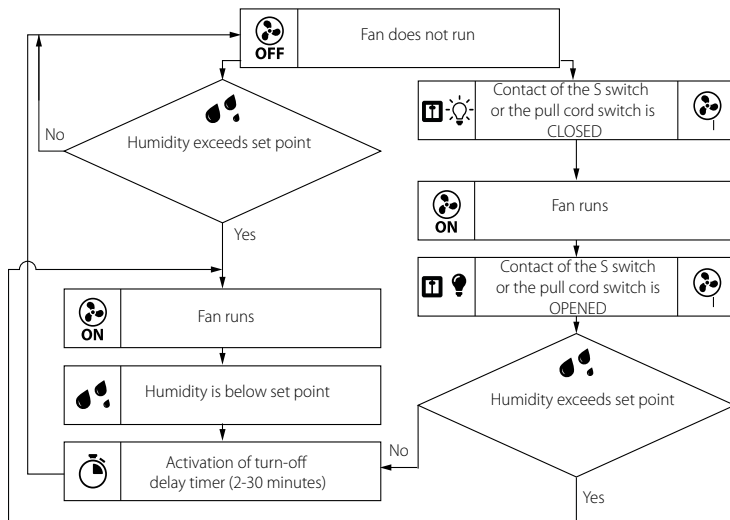 OFF
Fan does not run
Humidity exceeds set point
No
Yes
ON
Fan runs
Humidity is below set point
Activation of turn-off
delay timer (2-30 minutes)
Contact of the S switch
or the pull cord switch is
CLOSED
ON
Fan runs
Contact of the S switch
or the pull cord switch is
OPENED
Humidity exceeds set point
No
Yes